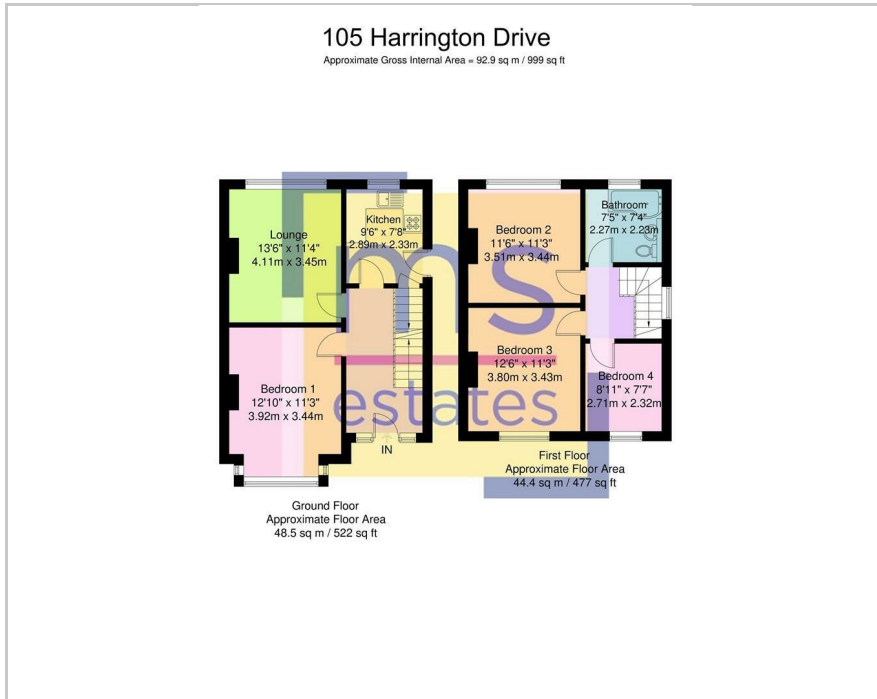 105 Harrington Drive
Approximate Gross Internal Area = 92.9 sq m / 999 sq ft
Lounge
13'6" x 11'4"
4.11m x 3.45m
Kitchen
9'6" x 7'8"
2.89m x 2.33m
Bedroom 1
12'10" x 11'3"
3.92m x 3.44m
IN
Ground Floor
Approximate Floor Area
48.5 sq m / 522 sq ft
Bedroom 2
11'6" x 11'3"
3.51m x 3.44m
Bathroom
7'5" x 7'4"
2.27m x 2.23m
Bedroom 3
12'6" x 11'3"
3.80m x 3.43m
Bedroom 4
8'11" x 7'7"
2.71m x 2.32m
First Floor
Approximate Floor Area
44.4 sq m / 477 sq ft
ms
estates